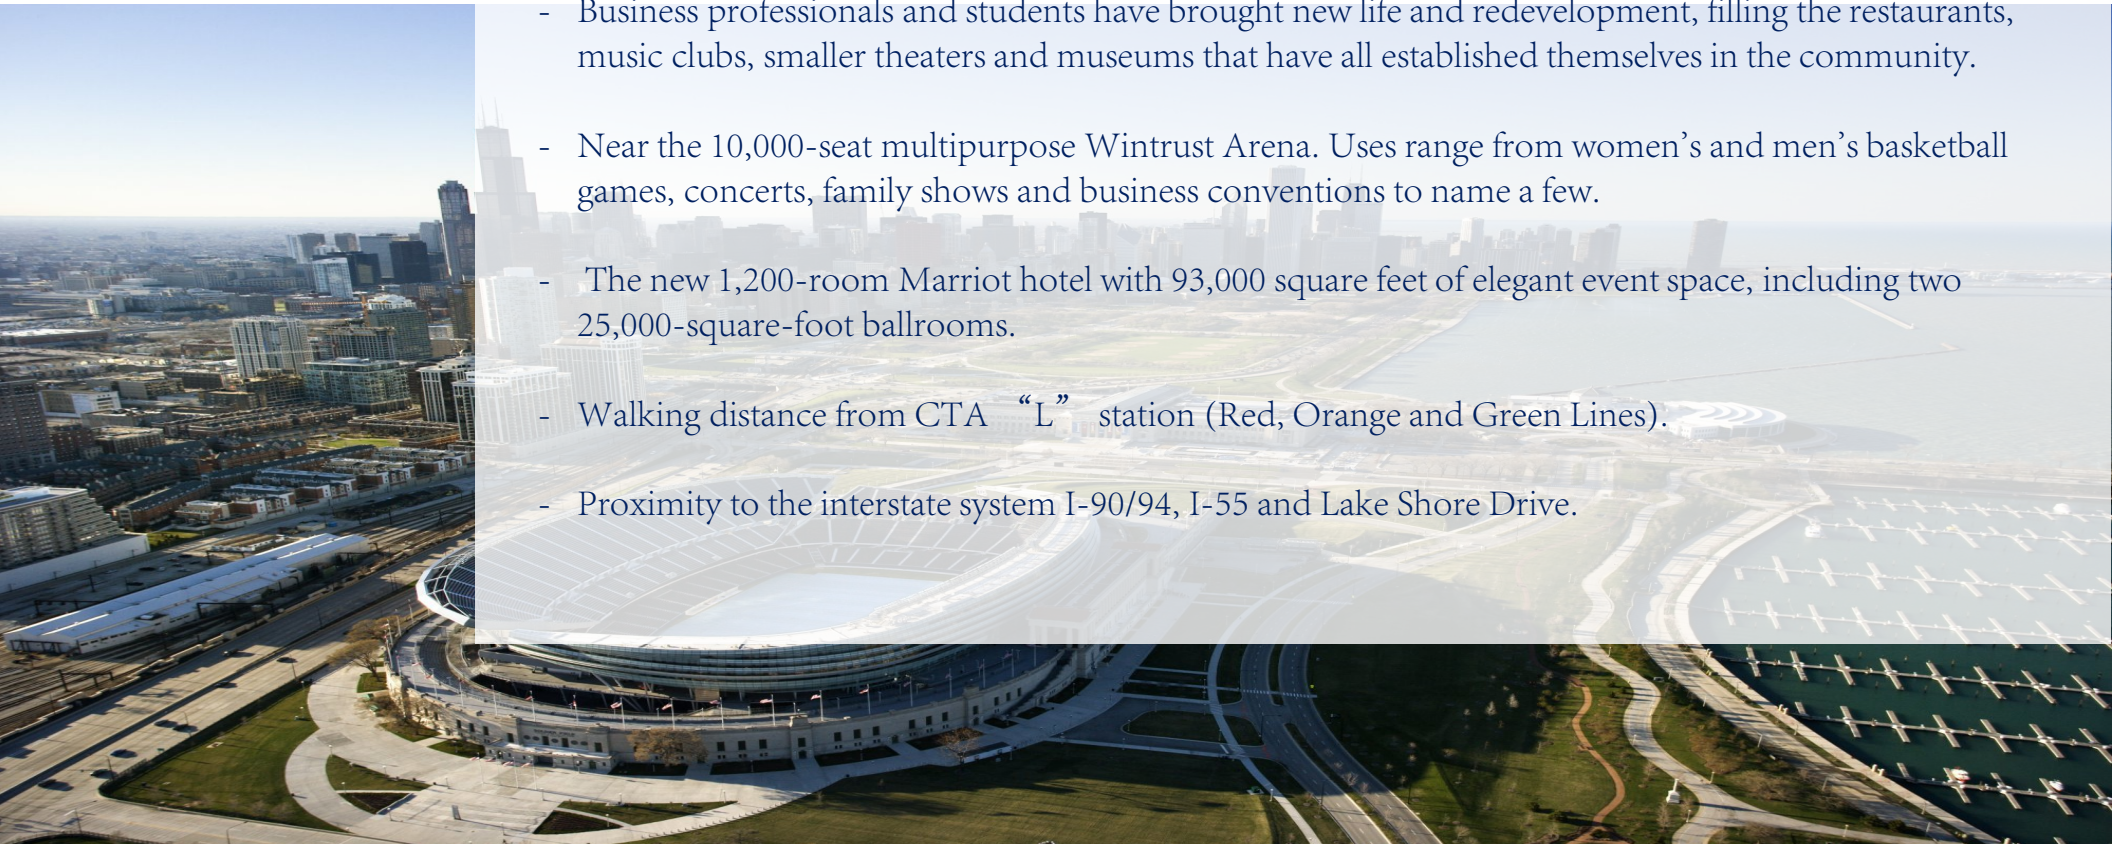 - Business professionals and students have brought new life and redevelopment, filling the restaurants,
music clubs, smaller theaters and museums that have all established themselves in the community.
- Near the 10,000-seat multipurpose Wintrust Arena. Uses range from women’s and men’s basketball
games, concerts, family shows and business conventions to name a few.
- The new 1,200-room Marriot hotel with 93,000 square feet of elegant event space, including two
25,000-square-foot ballrooms.
- Walking distance from CTA “L” station (Red, Orange and Green Lines).
- Proximity to the interstate system I-90/94, I-55 and Lake Shore Drive.